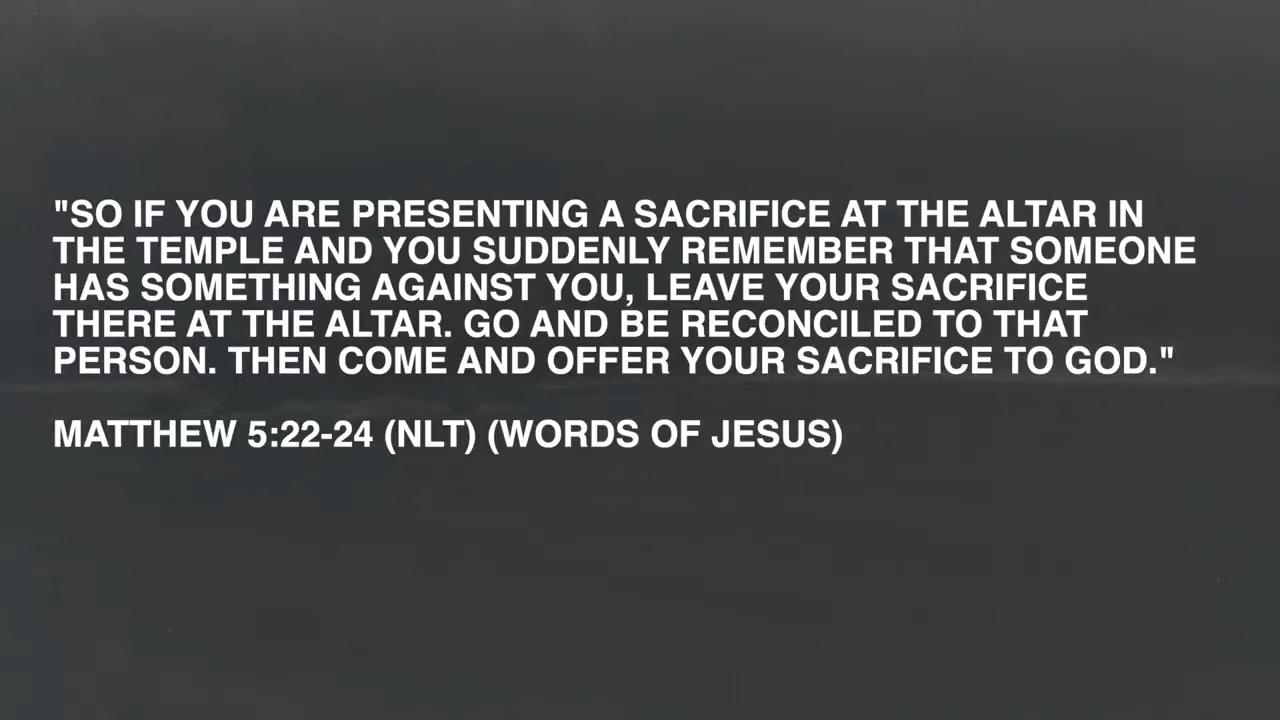 "SO IF YOU ARE PRESENTING A SACRIFICE AT THE ALTAR IN
THE TEMPLE AND YOU SUDDENLY REMEMBER THAT SOMEONE
HAS SOMETHING AGAINST YOU, LEAVE YOUR SACRIFICE
THERE AT THE ALTAR. GO AND BE RECONCILED TO THAT
PERSON. THEN COME AND OFFER YOUR SACRIFICE TO GOD."
MATTHEW 5:22-24 (NLT) (WORDS OF JESUS)